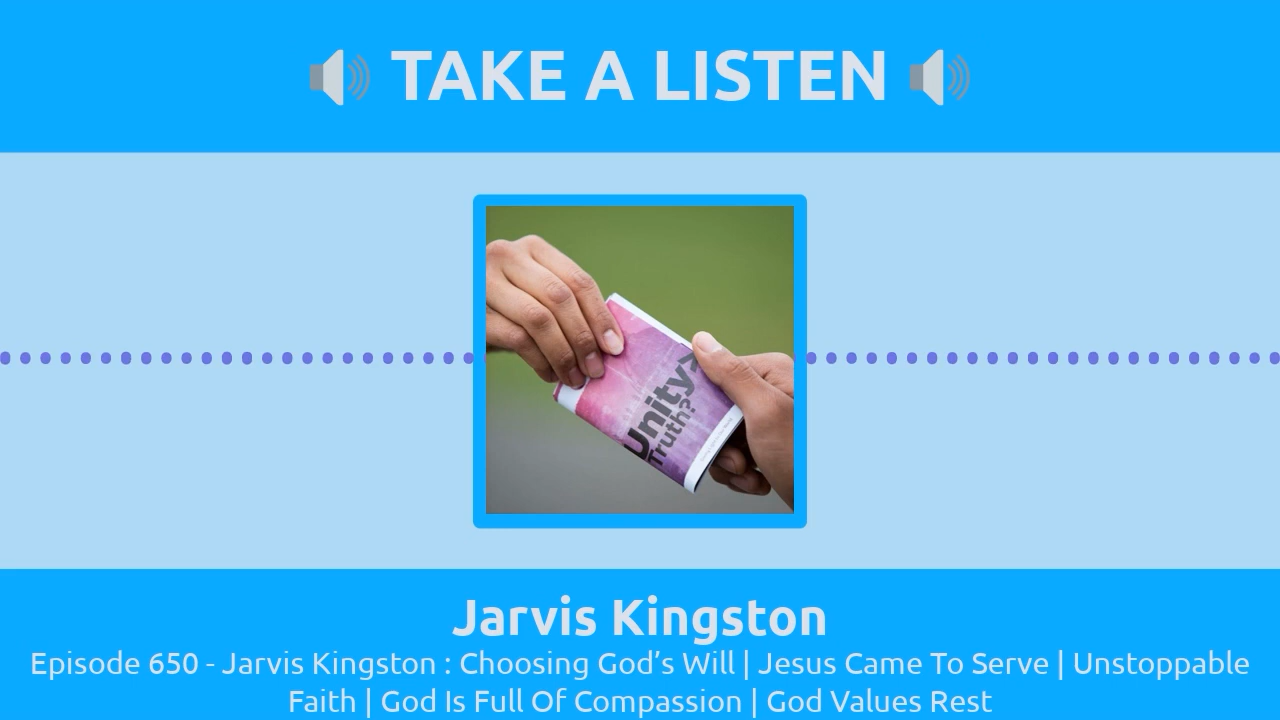 🔊 TAKE A LISTEN 🔊
Unity>
Truth?
Jarvis Kingston
Episode 650 - Jarvis Kingston : Choosing God’s Will | Jesus Came To Serve | Unstoppable
Faith | God Is Full Of Compassion | God Values Rest